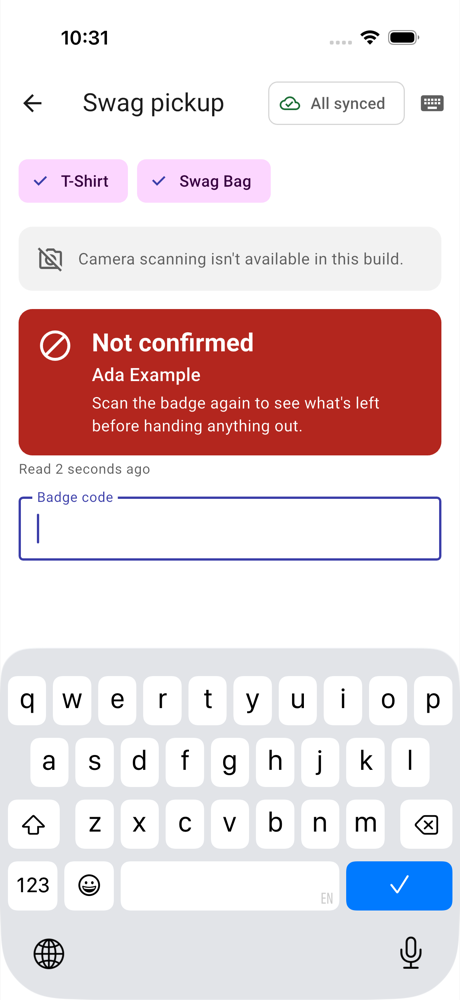 10:31
Swag pickup
All synced
T-Shirt
Swag Bag
Camera scanning isn't available in this build.
Not confirmed
Ada Example
Scan the badge again to see what's left
before handing anything out.
Read 2 seconds ago
Badge code
q w e r t y u i o p
a s d f g h j k l
z x c v b n m
123
EN